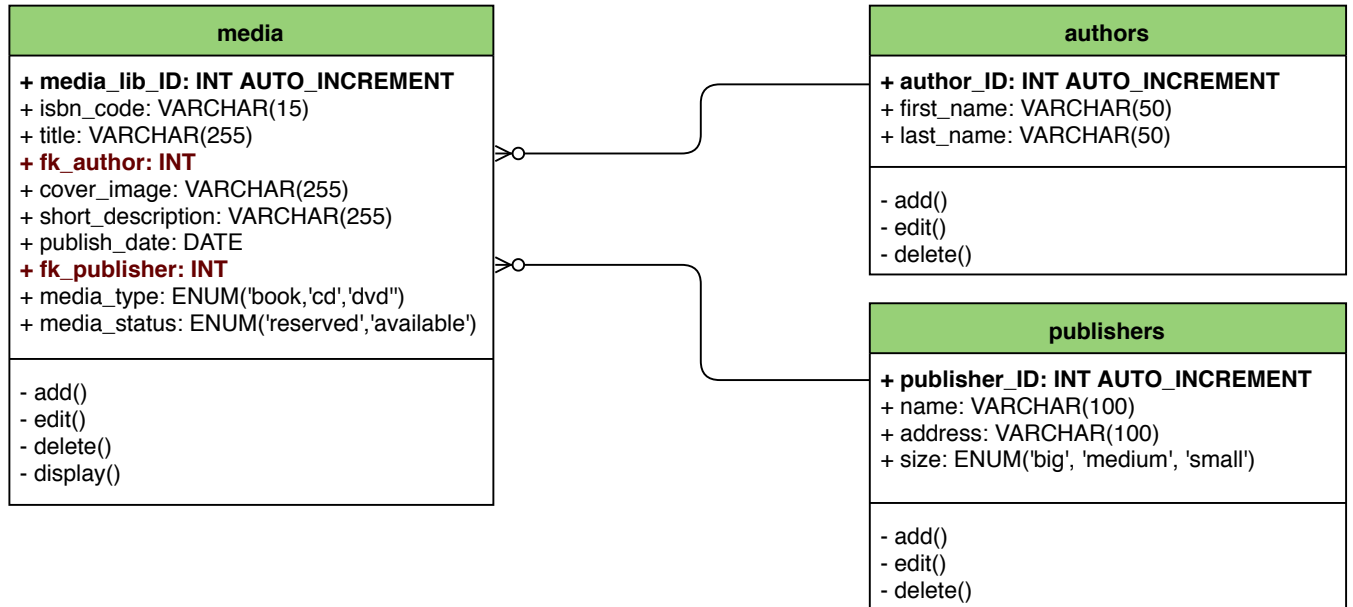 media
+ media_lib_ID: INT AUTO_INCREMENT
+ isbn_code: VARCHAR(15)
+ title: VARCHAR(255)
+ fk_author: INT
+ cover_image: VARCHAR(255)
+ short_description: VARCHAR(255)
+ publish_date: DATE
+ fk_publisher: INT
+ media_type: ENUM('book,'cd','dvd'')
+ media_status: ENUM('reserved','available')
- add()
- edit()
- delete()
- display()
authors
+ author_ID: INT AUTO_INCREMENT
+ first_name: VARCHAR(50)
+ last_name: VARCHAR(50)
- add()
- edit()
- delete()
publishers
+ publisher_ID: INT AUTO_INCREMENT
+ name: VARCHAR(100)
+ address: VARCHAR(100)
+ size: ENUM('big', 'medium', 'small')
- add()
- edit()
- delete()